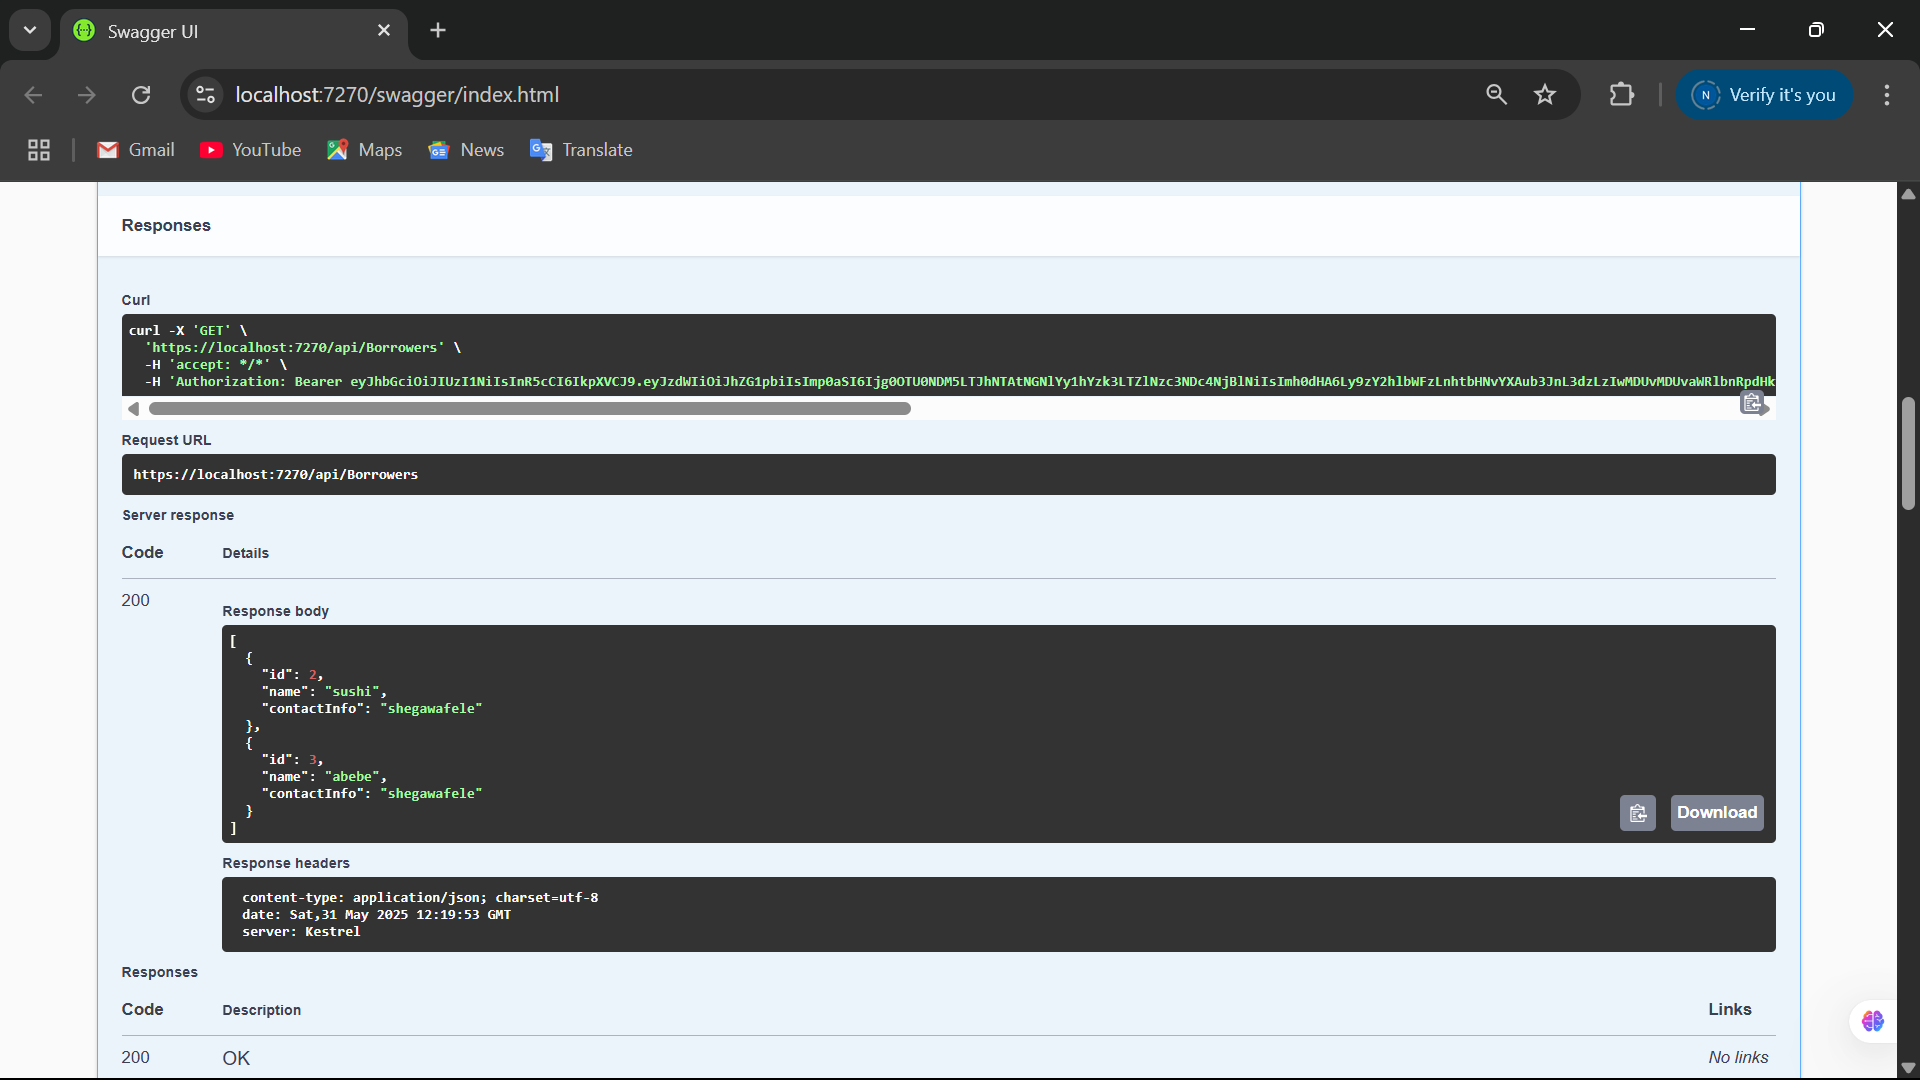 Swagger UI
localhost:7270/swagger/index.html
N
Verify it's you
Gmail
YouTube
Maps
News
Translate
Responses
Curl
curl -X 'GET' \
'https://localhost:7270/api/Borrowers' \
-H 'accept: */*' \
-H 'Authorization: Bearer
Request URL
https://localhost:7270/api/Borrowers
Server response
Code Details
200
Response body
[
{
"id": 2,
"name": "sushi",
"contactInfo": "shegawafele"
},
{
"id": 3,
"name": "abebe",
"contactInfo": "shegawafele"
}
]
Download
Response headers
content-type: application/json; charset=utf-8
date: Sat,31 May 2025 12:19:53 GMT
server: Kestrel
Responses
Code Description Links
200 OK No links